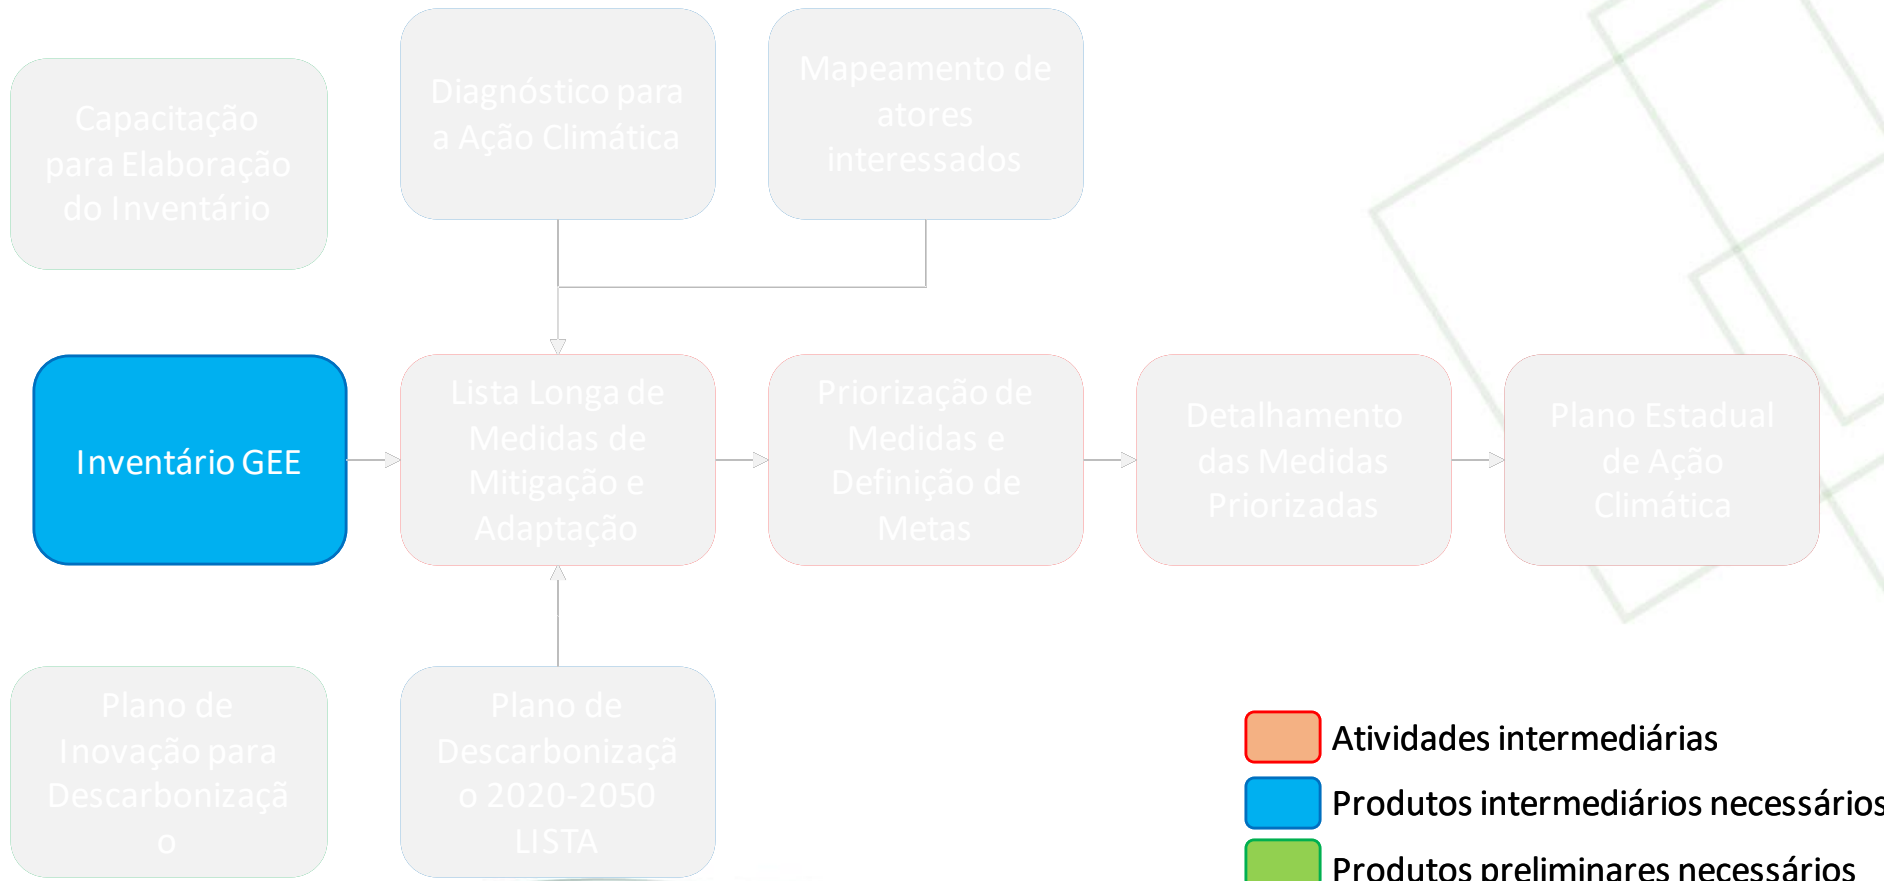 Capacitação
para Elaboração
do Inventário
Diagnóstico para
a Ação Climática
Mapeamento de
atores
interessados
Inventário GEE
Lista Longa de
Medidas de
Mitigação e
Adaptação
Priorização de
Medidas e
Definição de
Metas
Detalhamento
das Medidas
Priorizadas
Plano Estadual
de Ação
Climática
Plano de
Inovação para
Descarbonizaçã
o
Plano de
Descarbonizaçã
o 2020-2050
LISTA
Atividades intermediárias
Produtos intermediários necessários
Produtos preliminares necessários